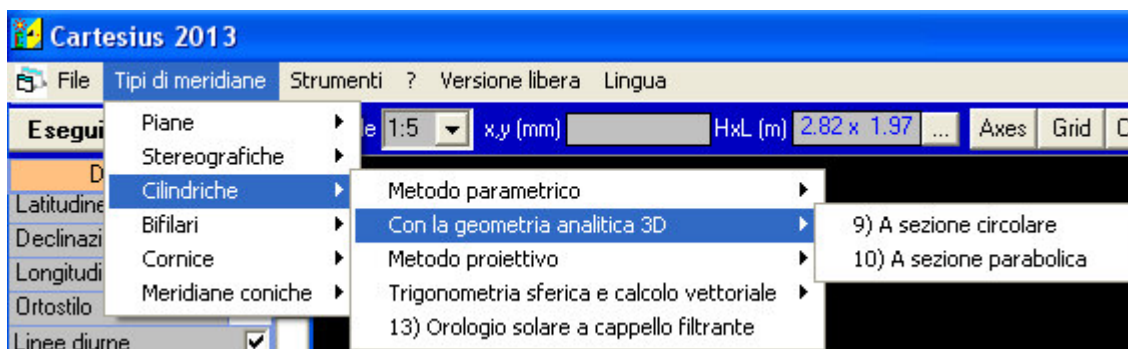 Cartesius 2013
File Tipi di meridiane Strumenti ? Versione libera Lingua
Esegui 1:5 x,y (mm) HxL (m) 2.82 x 1.97 ... Axes Grid
Piane
Stereografiche
Cilindriche
Bifilari
Cornice
Meridiane coniche
Latitudine
Declinazi
Longitudi
Ortostilo
Linee diurne
Metodo parametrico
Con la geometria analitica 3D
Metodo proiettivo
Trigonometria sferica e calcolo vettoriale
13) Orologio solare a cappello filtrante
9) A sezione circolare
10) A sezione parabolica